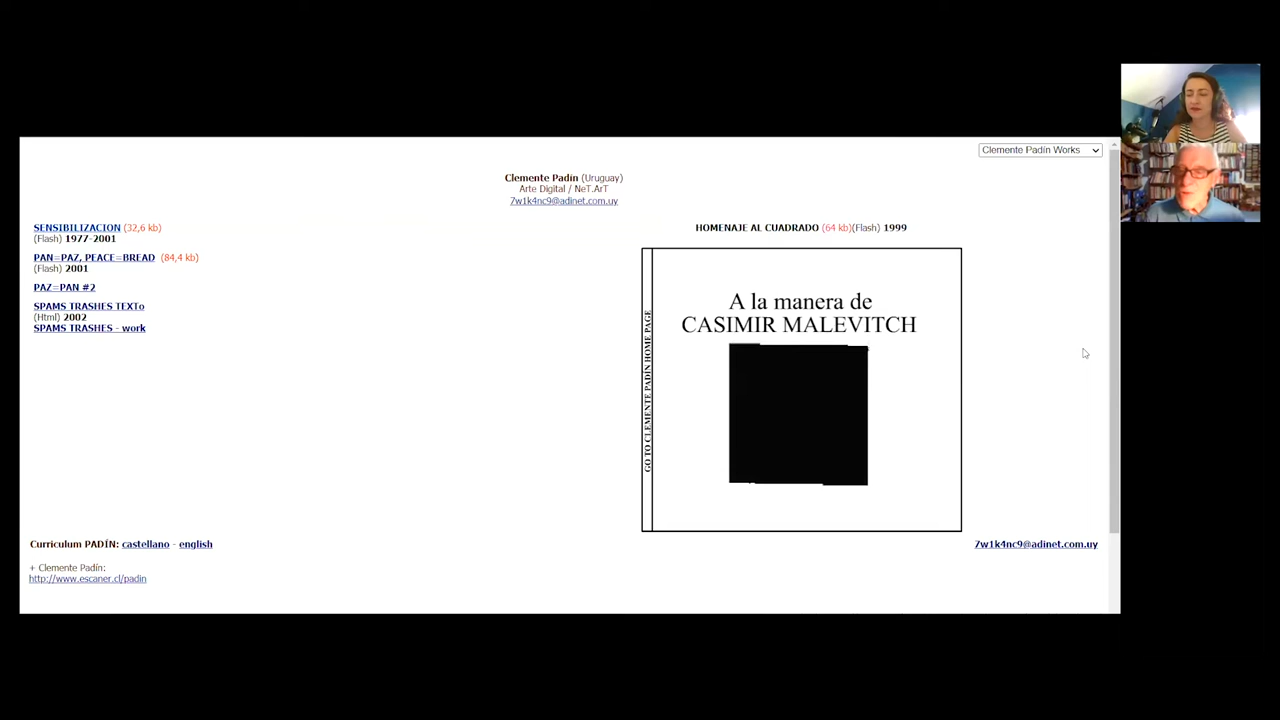 Clemente Padín Works
Clemente Padín (Uruguay)
Arte Digital / NeT.ArT
7w1k4nc9@adinet.com.uy
SENSIBILIZACION (32,6 kb)
(Flash) 1977-2001
PAN=PAZ, PEACE=BREAD (84,4 kb)
(Flash) 2001
PAZ=PAN #2
SPAMS TRASHES TEXTo
(Html) 2002
SPAMS TRASHES - work
HOMENAJE AL CUADRADO (64 kb)(Flash) 1999
GO TO CLEMENTE PADÍN HOME PAGE
A la manera de
CASIMIR MALEVITCH
Curriculum PADÍN: castellano - english
7w1k4nc9@adinet.com.uy
+ Clemente Padín:
http://www.escaner.cl/padin